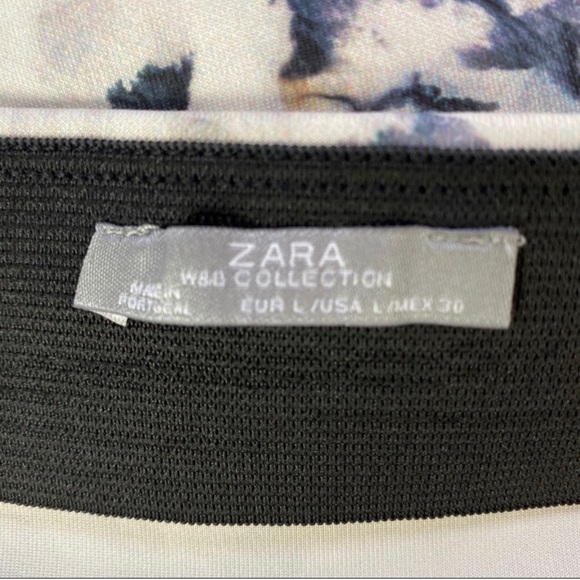 ZARA
W&B COLLECTION
MADE IN
PORTUGAL
EUR L / USA L / MEX 30